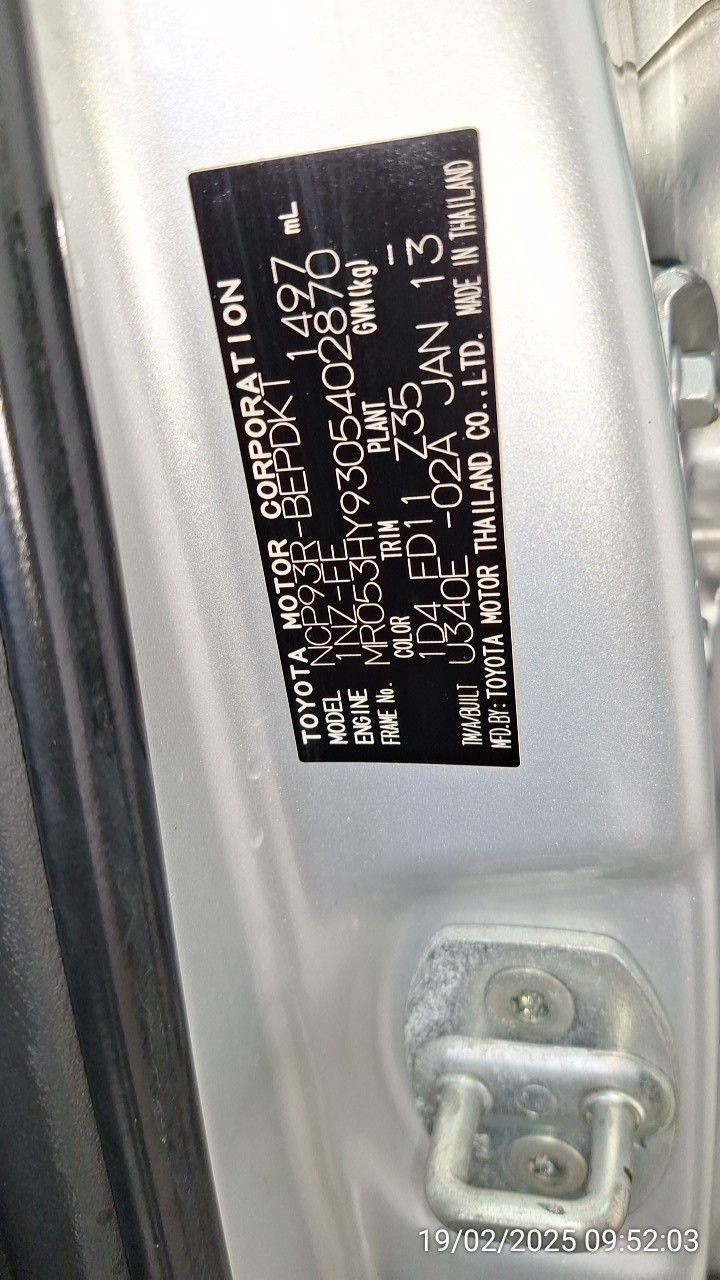 TOYOTA MOTOR CORPORATION
MODEL NCP93R-BEPDKT 1497 mL
ENGINE 1NZ-FE
FRAME No. MR053HY9305402870
COLOR TRIM PLANT GVM(kg)
1D4 FD11 Z35 —
TM/A/BUILT U340E -02A JAN 13
MFD.BY: TOYOTA MOTOR THAILAND CO.,LTD. MADE IN THAILAND
19/02/2025 09:52:03